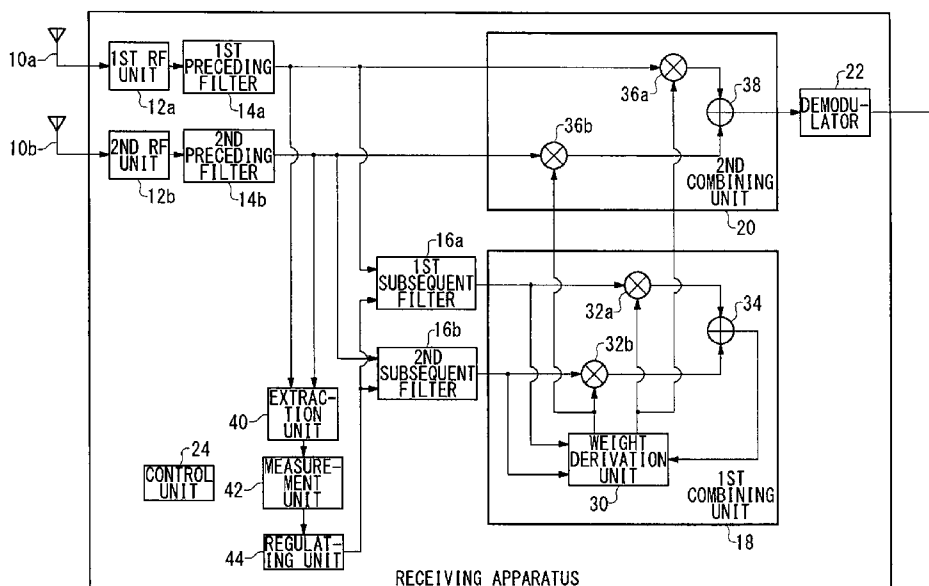 10a
1ST RF
UNIT
12a
1ST
PRECEDING
FILTER
14a
10b
2ND RF
UNIT
12b
2ND
PRECEDING
FILTER
14b
36a
36b
38
2ND
COMBINING
UNIT
20
22
DEMODU-
LATOR
16a
1ST
SUBSEQUENT
FILTER
16b
2ND
SUBSEQUENT
FILTER
32a
32b
34
WEIGHT
DERIVATION
UNIT
30
1ST
COMBINING
UNIT
18
40
EXTRAC-
TION
UNIT
24
CONTROL
UNIT
42
MEASURE-
MENT
UNIT
44
REGULAT-
ING UNIT
RECEIVING APPARATUS